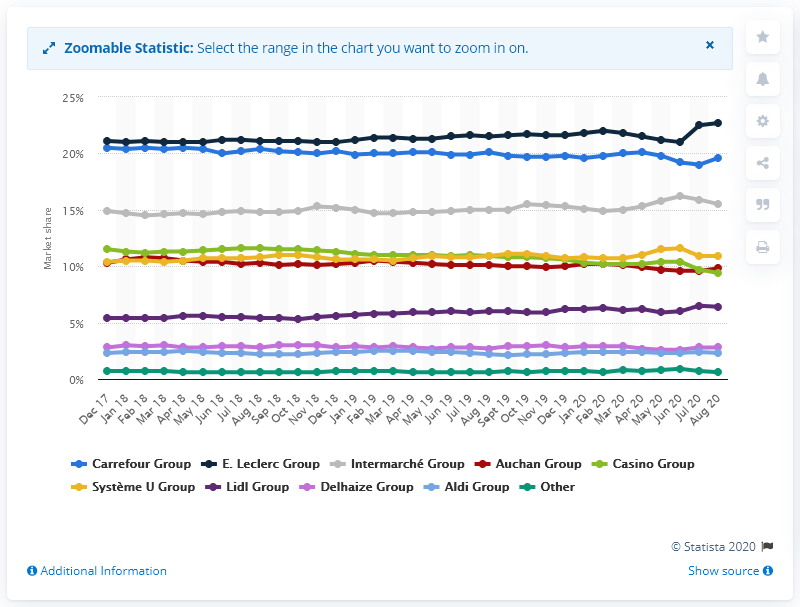 Zoomable Statistic: Select the range in the chart you want to zoom in on.
×
25%
20%
15%
10%
5%
0%
Market share
Dec 17
Jan 18
Feb 18
Mar 18
Apr 18
May 18
Jun 18
Jul 18
Aug 18
Sep 18
Oct 18
Nov 18
Dec 18
Jan 19
Feb 19
Mar 19
Apr 19
May 19
Jun 19
Jul 19
Aug 19
Sept 19
Oct 19
Nov 19
Dec 19
Jan 20
Feb 20
Mar 20
Apr 20
May 20
Jun 20
Jul 20
Aug 20
Carrefour Group E. Leclerc Group Intermarché Group Auchan Group Casino Group
Système U Group Lidl Group Delhaize Group Aldi Group Other
© Statista 2020
Additional Information Show source